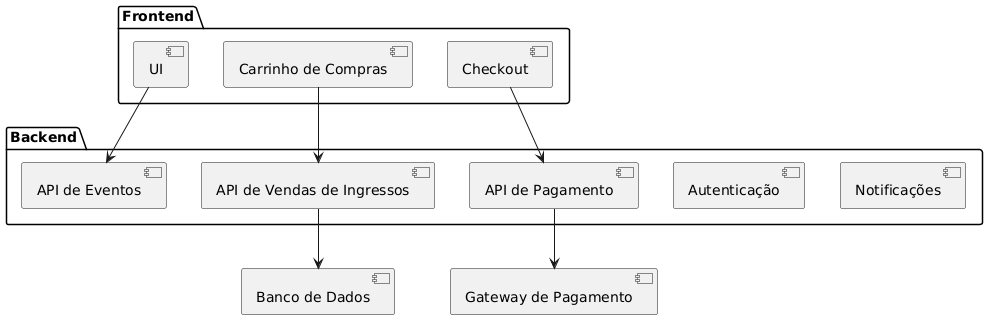 Frontend
UI
Carrinho de Compras
Checkout
Backend
API de Eventos
API de Vendas de Ingressos
API de Pagamento
Autenticação
Notificações
Banco de Dados
Gateway de Pagamento